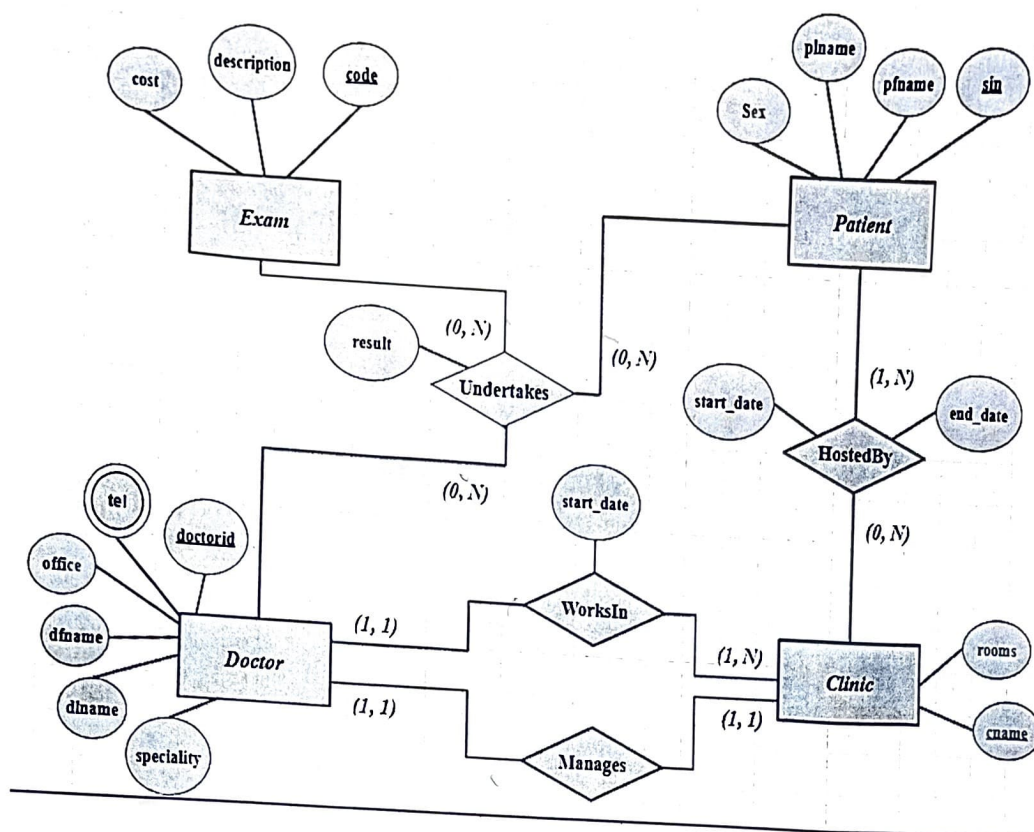 plname
description
code
cost
pfname
sin
Sex
Exam
Patient
(0, N)
result
(0, N)
Undertakes
(1, N)
start_date
end_date
HostedBy
(0, N)
tel
start_date
doctorid
(0, N)
office
WorksIn
dfname
(1, 1)
rooms
Doctor
(1, N)
Clinic
dlname
(1, 1)
(1, 1)
cname
speciality
Manages